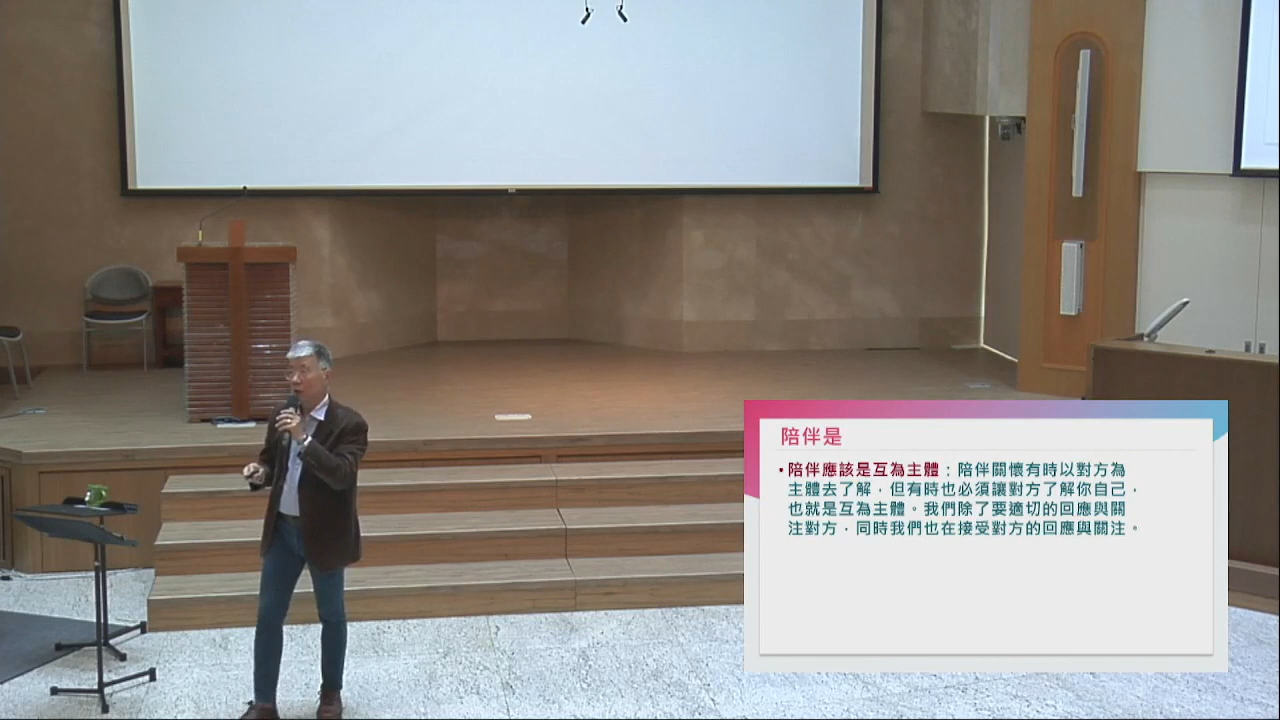 陪伴是
•陪伴應該是互為主體：陪伴關懷有時以對方為
主體去了解，但有時也必須讓對方了解你自己，
也就是互為主體。我們除了要適切的回應與關
注對方，同時我們也在接受對方的回應與關注。